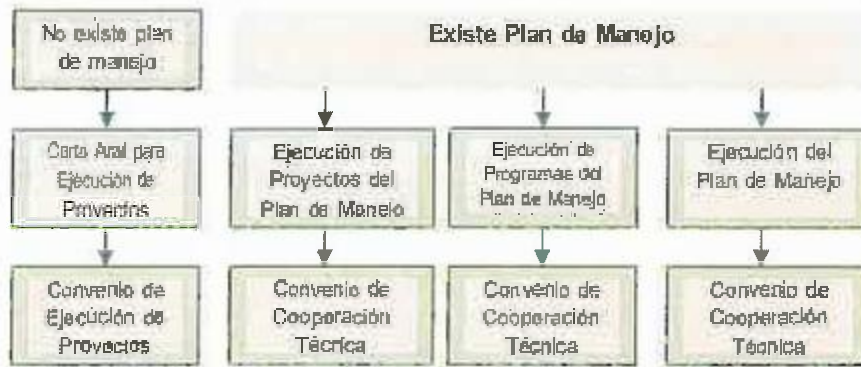 No existe plan
de manejo
Existe Plan de Manejo
Carta Aval para
Ejecución de
Proyectos
Ejecución de
Proyectos del
Plan de Manejo
Ejecución de
Programas del
Plan de Manejo
Ejecución del
Plan de Manejo
Convenio de
Ejecución de
Proyectos
Convenio de
Cooperación
Técnica
Convenio de
Cooperación
Técnica
Convenio de
Cooperación
Técnica